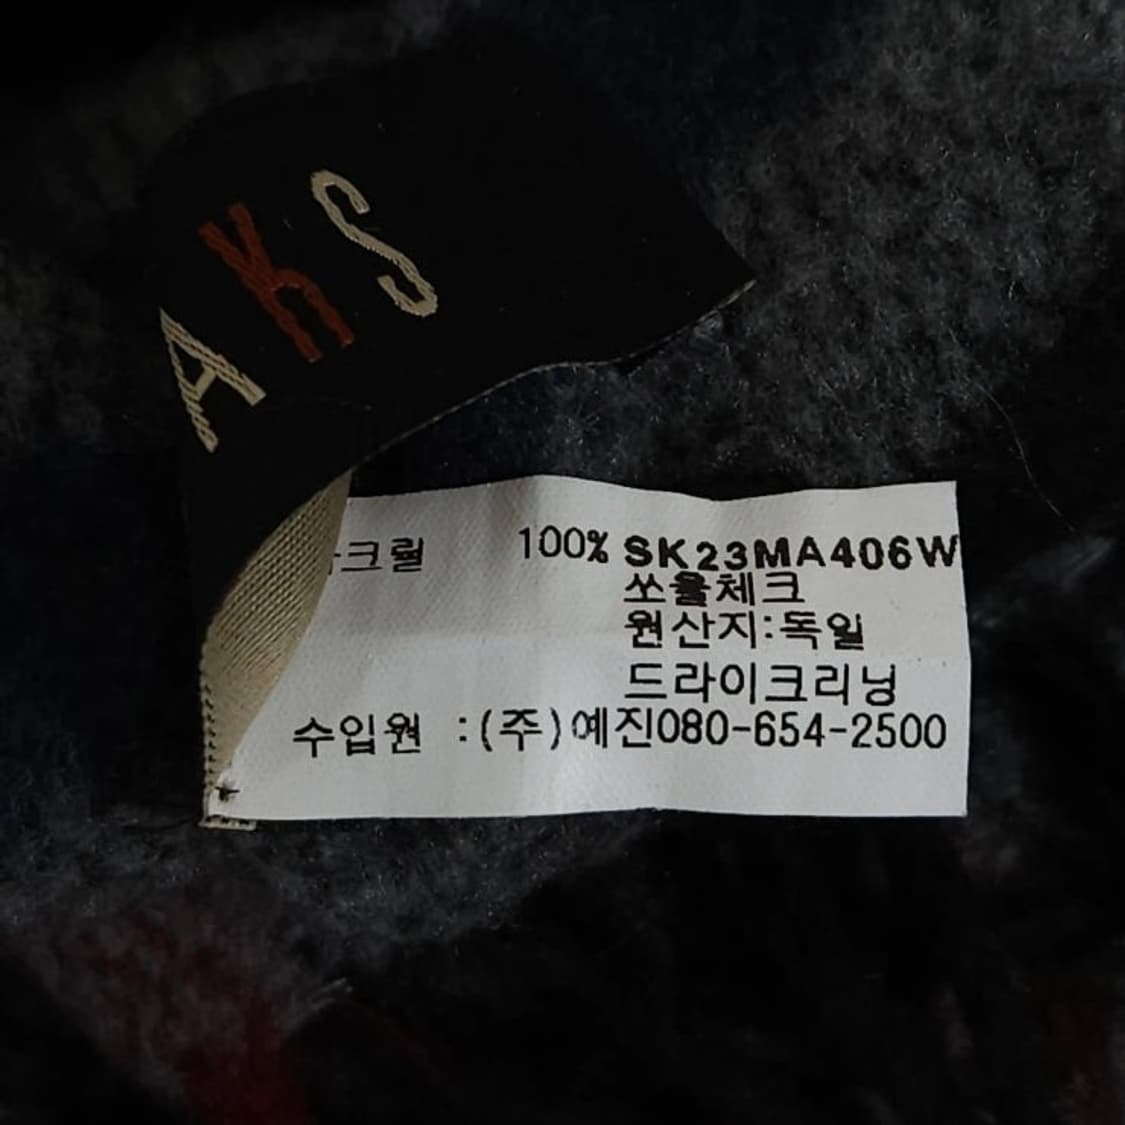 AKS
크릴 100% SK23MA406W
쏘울체크
원산지:독일
드라이크리닝
수입원 :(주)예진080-654-2500